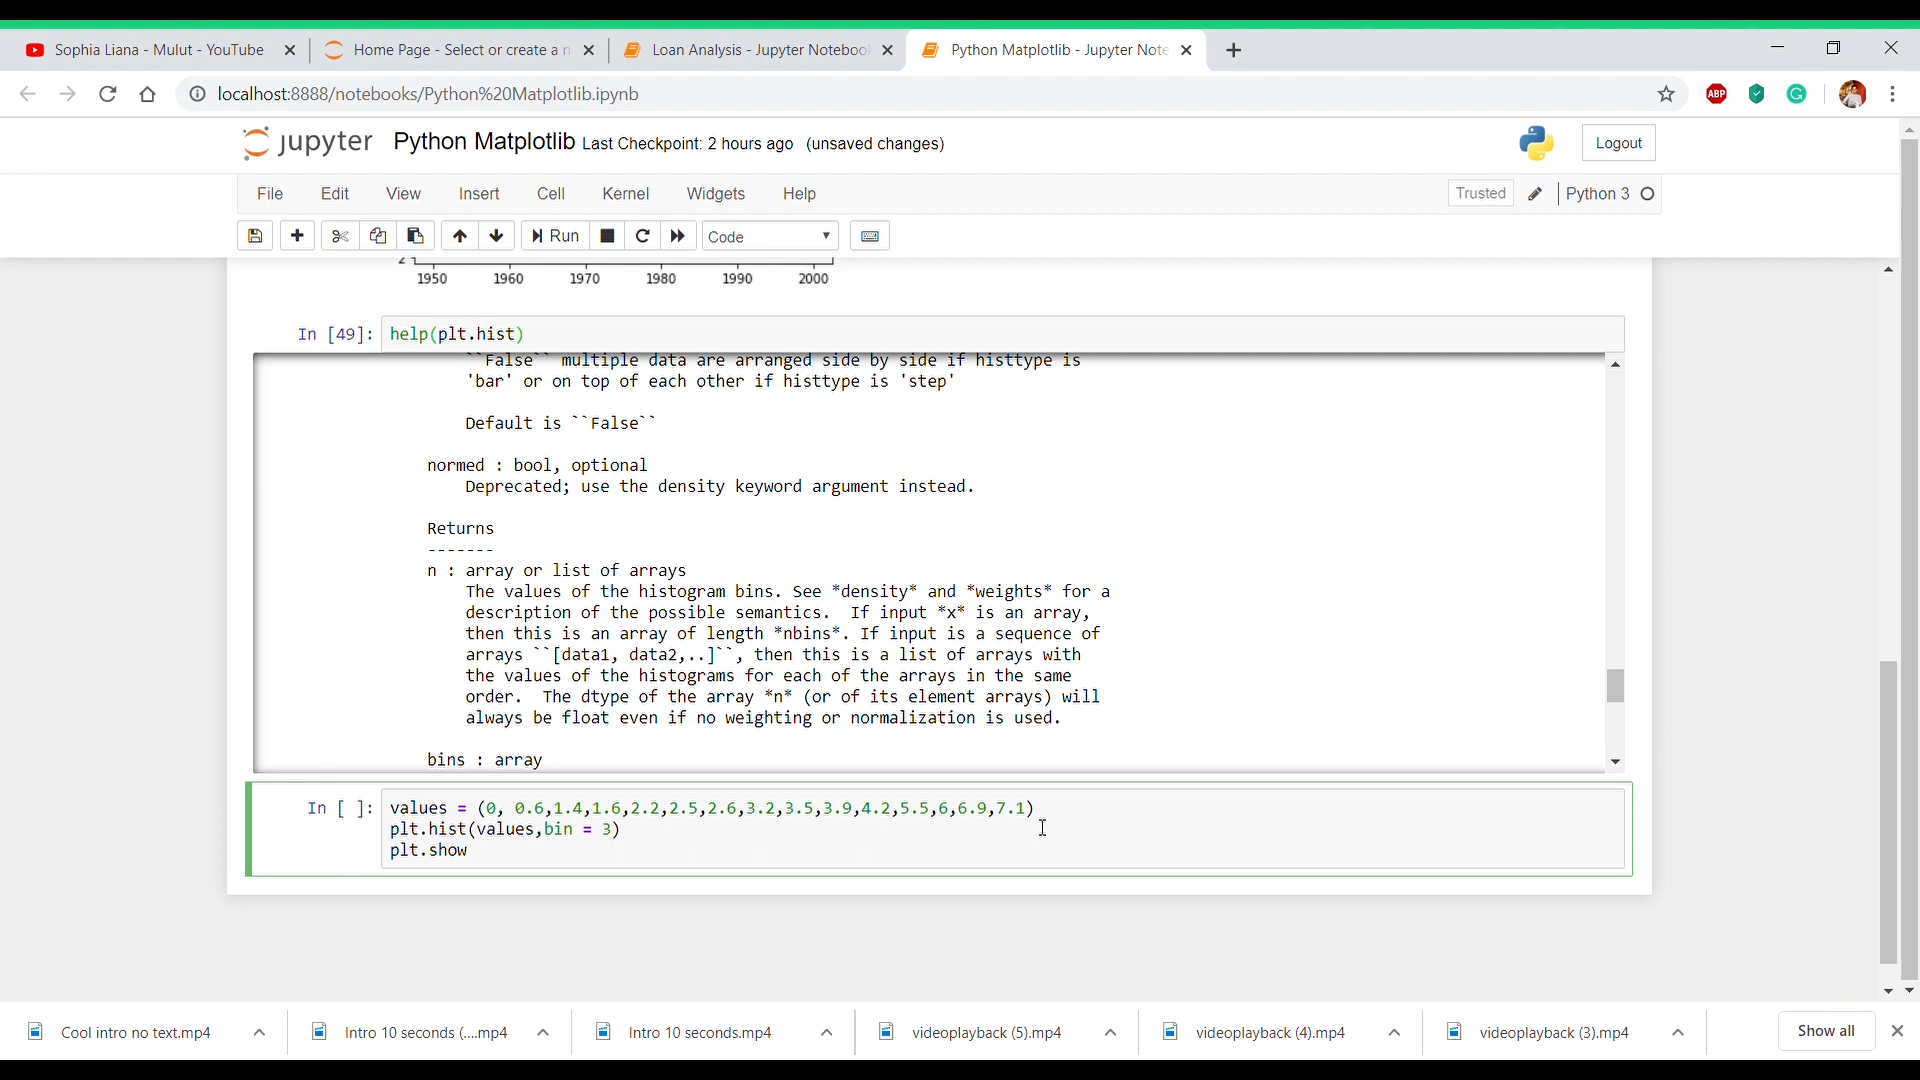 Sophia Liana - Mulut - YouTube
Home Page - Select or create a n
Loan Analysis - Jupyter Notebook
Python Matplotlib - Jupyter Note
localhost:8888/notebooks/Python%20Matplotlib.ipynb
ABP
jupyter Python Matplotlib Last Checkpoint: 2 hours ago (unsaved changes)
Logout
File Edit View Insert Cell Kernel Widgets Help
Trusted Python 3
Run Code
2
1950 1960 1970 1980 1990 2000
In [49]: help(plt.hist)
``False`` multiple data are arranged side by side if histtype is
'bar' or on top of each other if histtype is 'step'
Default is ``False``
normed : bool, optional
Deprecated; use the density keyword argument instead.
Returns
-------
n : array or list of arrays
The values of the histogram bins. See *density* and *weights* for a
description of the possible semantics.  If input *x* is an array,
then this is an array of length *nbins*. If input is a sequence of
arrays ``[data1, data2,..]``, then this is a list of arrays with
the values of the histograms for each of the arrays in the same
order.  The dtype of the array *n* (or of its element arrays) will
always be float even if no weighting or normalization is used.
bins : array
In [ ]: values = (0, 0.6,1.4,1.6,2.2,2.5,2.6,3.2,3.5,3.9,4.2,5.5,6,6.9,7.1)
plt.hist(values,bin = 3)
plt.show
Cool intro no text.mp4
Intro 10 seconds (....mp4
Intro 10 seconds.mp4
videoplayback (5).mp4
videoplayback (4).mp4
videoplayback (3).mp4
Show all